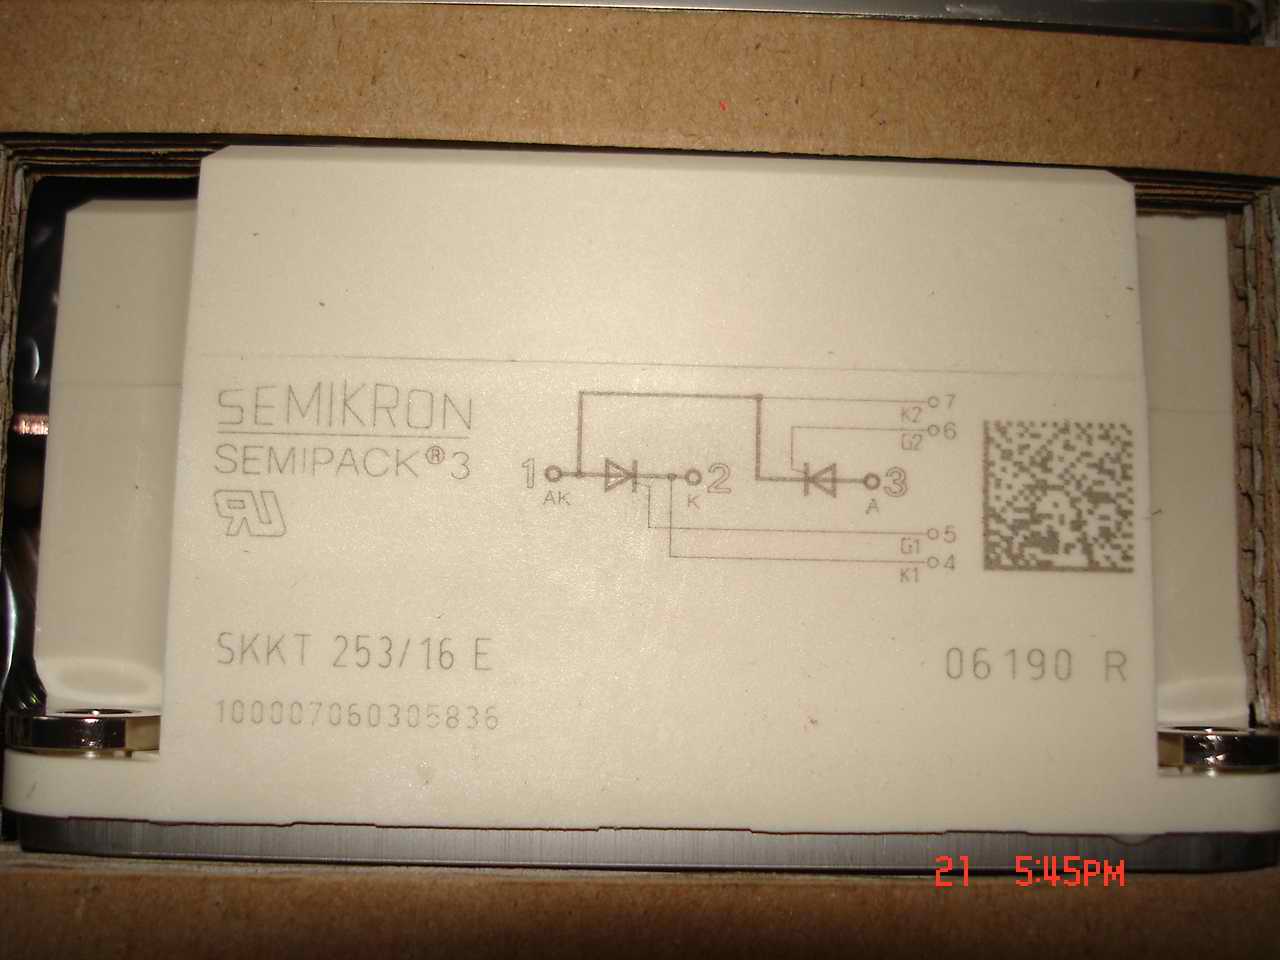 SEMIKRON
SEMIPACK®3
1 AK
K 2
A 3
K2 7
G2 6
G1 5
K1 4
SKKT 253/16 E
06190 R
100007060305836
21 5:45PM